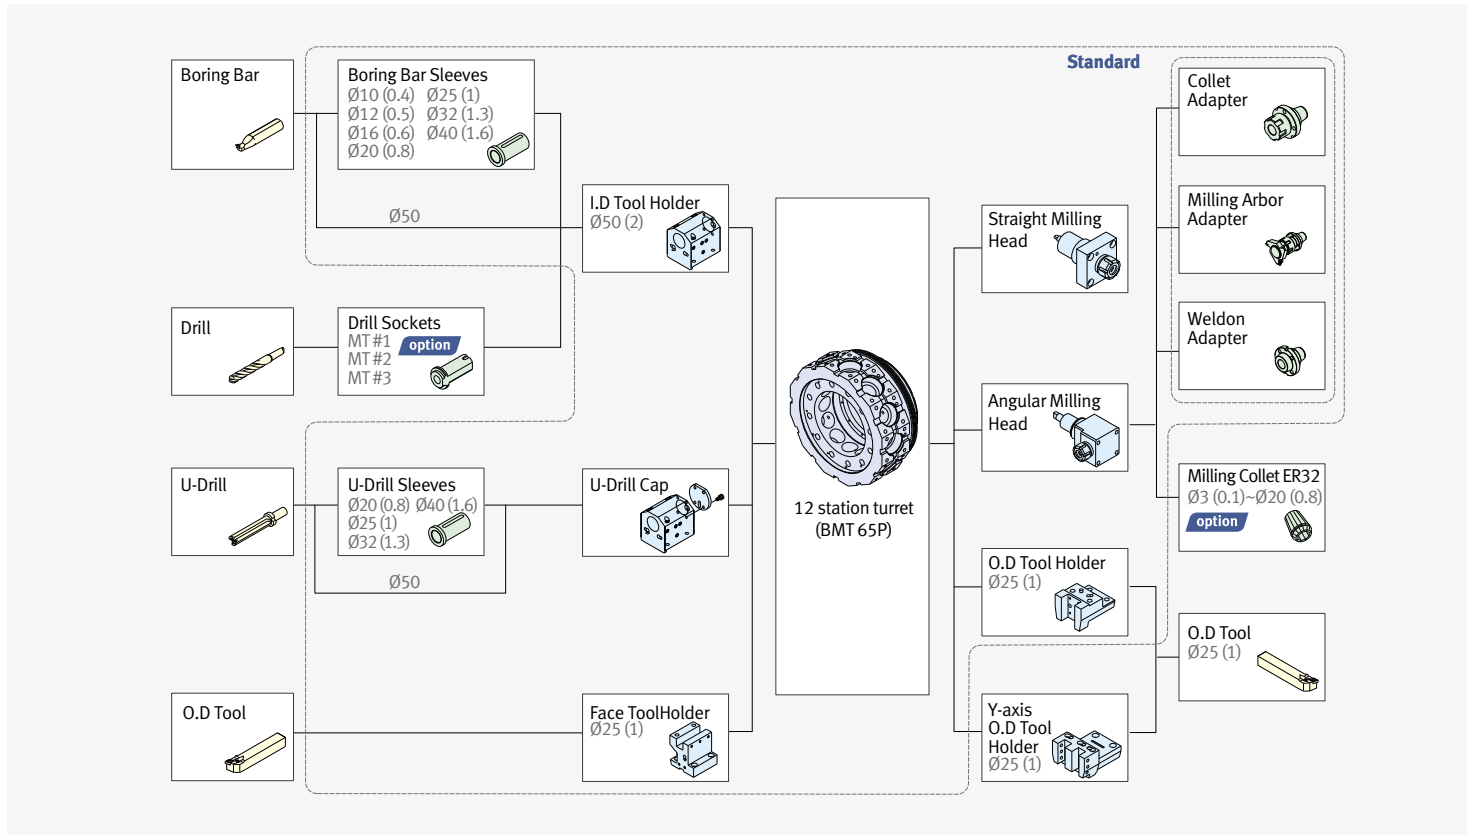 Standard
Boring Bar
Boring Bar Sleeves
Ø10 (0.4) Ø25 (1)
Ø12 (0.5) Ø32 (1.3)
Ø16 (0.6) Ø40 (1.6)
Ø20 (0.8)
Ø50
I.D Tool Holder
Ø50 (2)
Drill
Drill Sockets
MT #1
MT #2
MT #3
option
U-Drill
U-Drill Sleeves
Ø20 (0.8) Ø40 (1.6)
Ø25 (1)
Ø32 (1.3)
Ø50
U-Drill Cap
O.D Tool
Face ToolHolder
Ø25 (1)
12 station turret
(BMT 65P)
Straight Milling
Head
Angular Milling
Head
O.D Tool Holder
Ø25 (1)
Y-axis
O.D Tool
Holder
Ø25 (1)
Collet
Adapter
Milling Arbor
Adapter
Weldon
Adapter
Milling Collet ER32
Ø3 (0.1)~Ø20 (0.8)
option
O.D Tool
Ø25 (1)